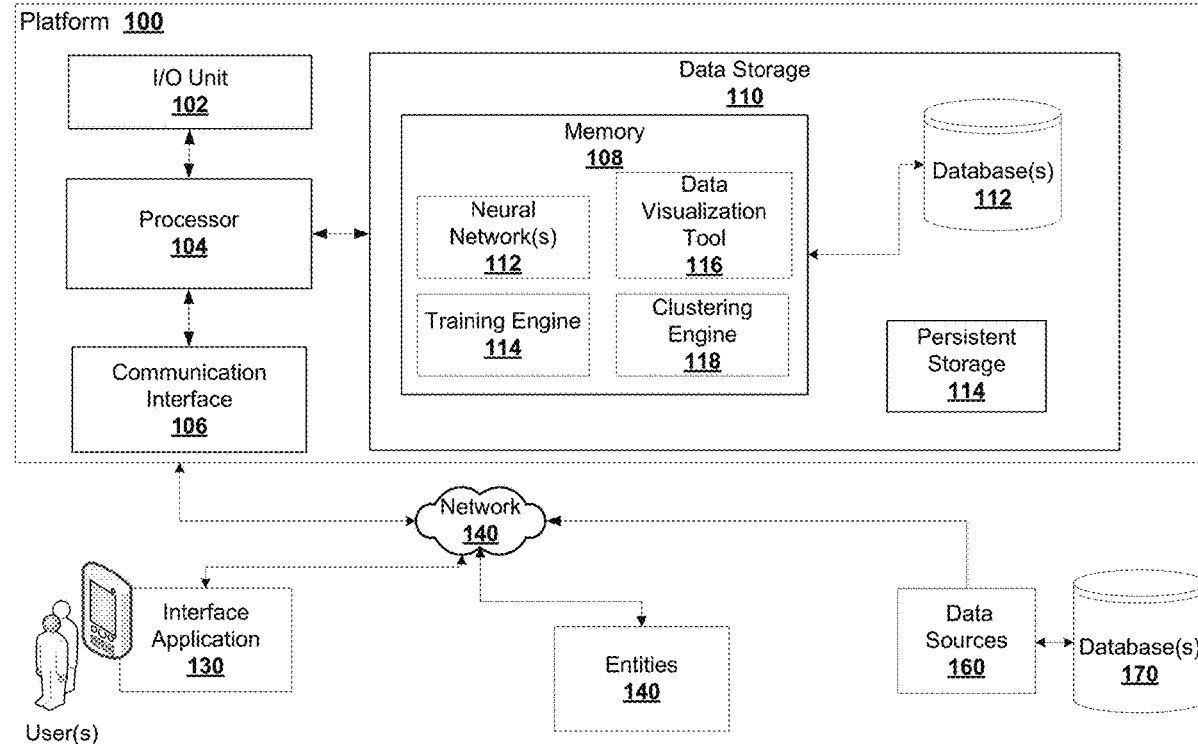 Platform 100
I/O Unit
102
Processor
104
Communication
Interface
106
Data Storage
110
Memory
108
Neural
Network(s)
112
Data
Visualization
Tool
116
Training Engine
114
Clustering
Engine
118
Database(s)
112
Persistent
Storage
114
Network
140
Interface
Application
130
User(s)
Entities
140
Data
Sources
160
Database(s)
170